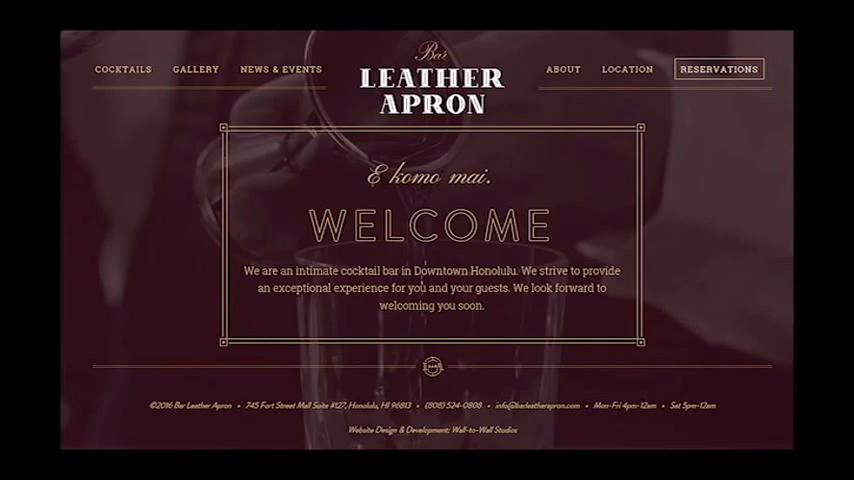 COCKTAILS GALLERY NEWS & EVENTS
Bar
LEATHER
APRON
ABOUT LOCATION RESERVATIONS
E komo mai.
WELCOME
We are an intimate cocktail bar in Downtown Honolulu. We strive to provide
an exceptional experience for you and your guests. We look forward to
welcoming you soon.
BAR
©2016 Bar Leather Apron • 745 Fort Street Mall Suite #127, Honolulu, HI 96813 • (808) 524-0808 • info@barleatherapron.com • Mon-Fri 4pm-12am • Sat 5pm-12am
Website Design & Development: Wall-to-Wall Studios